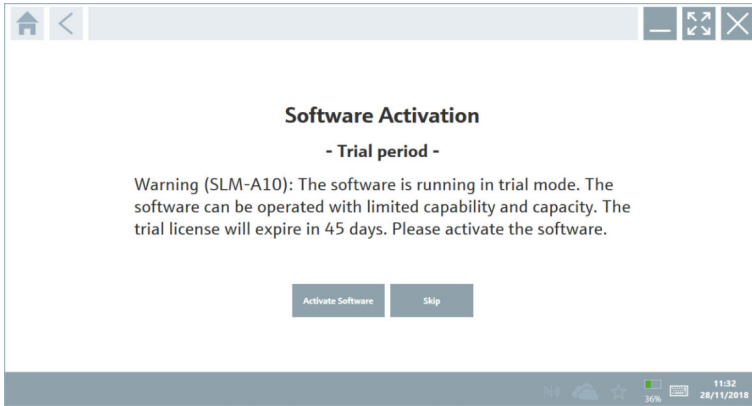 Software Activation
- Trial period -
Warning (SLM-A10): The software is running in trial mode. The
software can be operated with limited capability and capacity. The
trial license will expire in 45 days. Please activate the software.
Activate Software
Skip
36%
11:32
28/11/2018